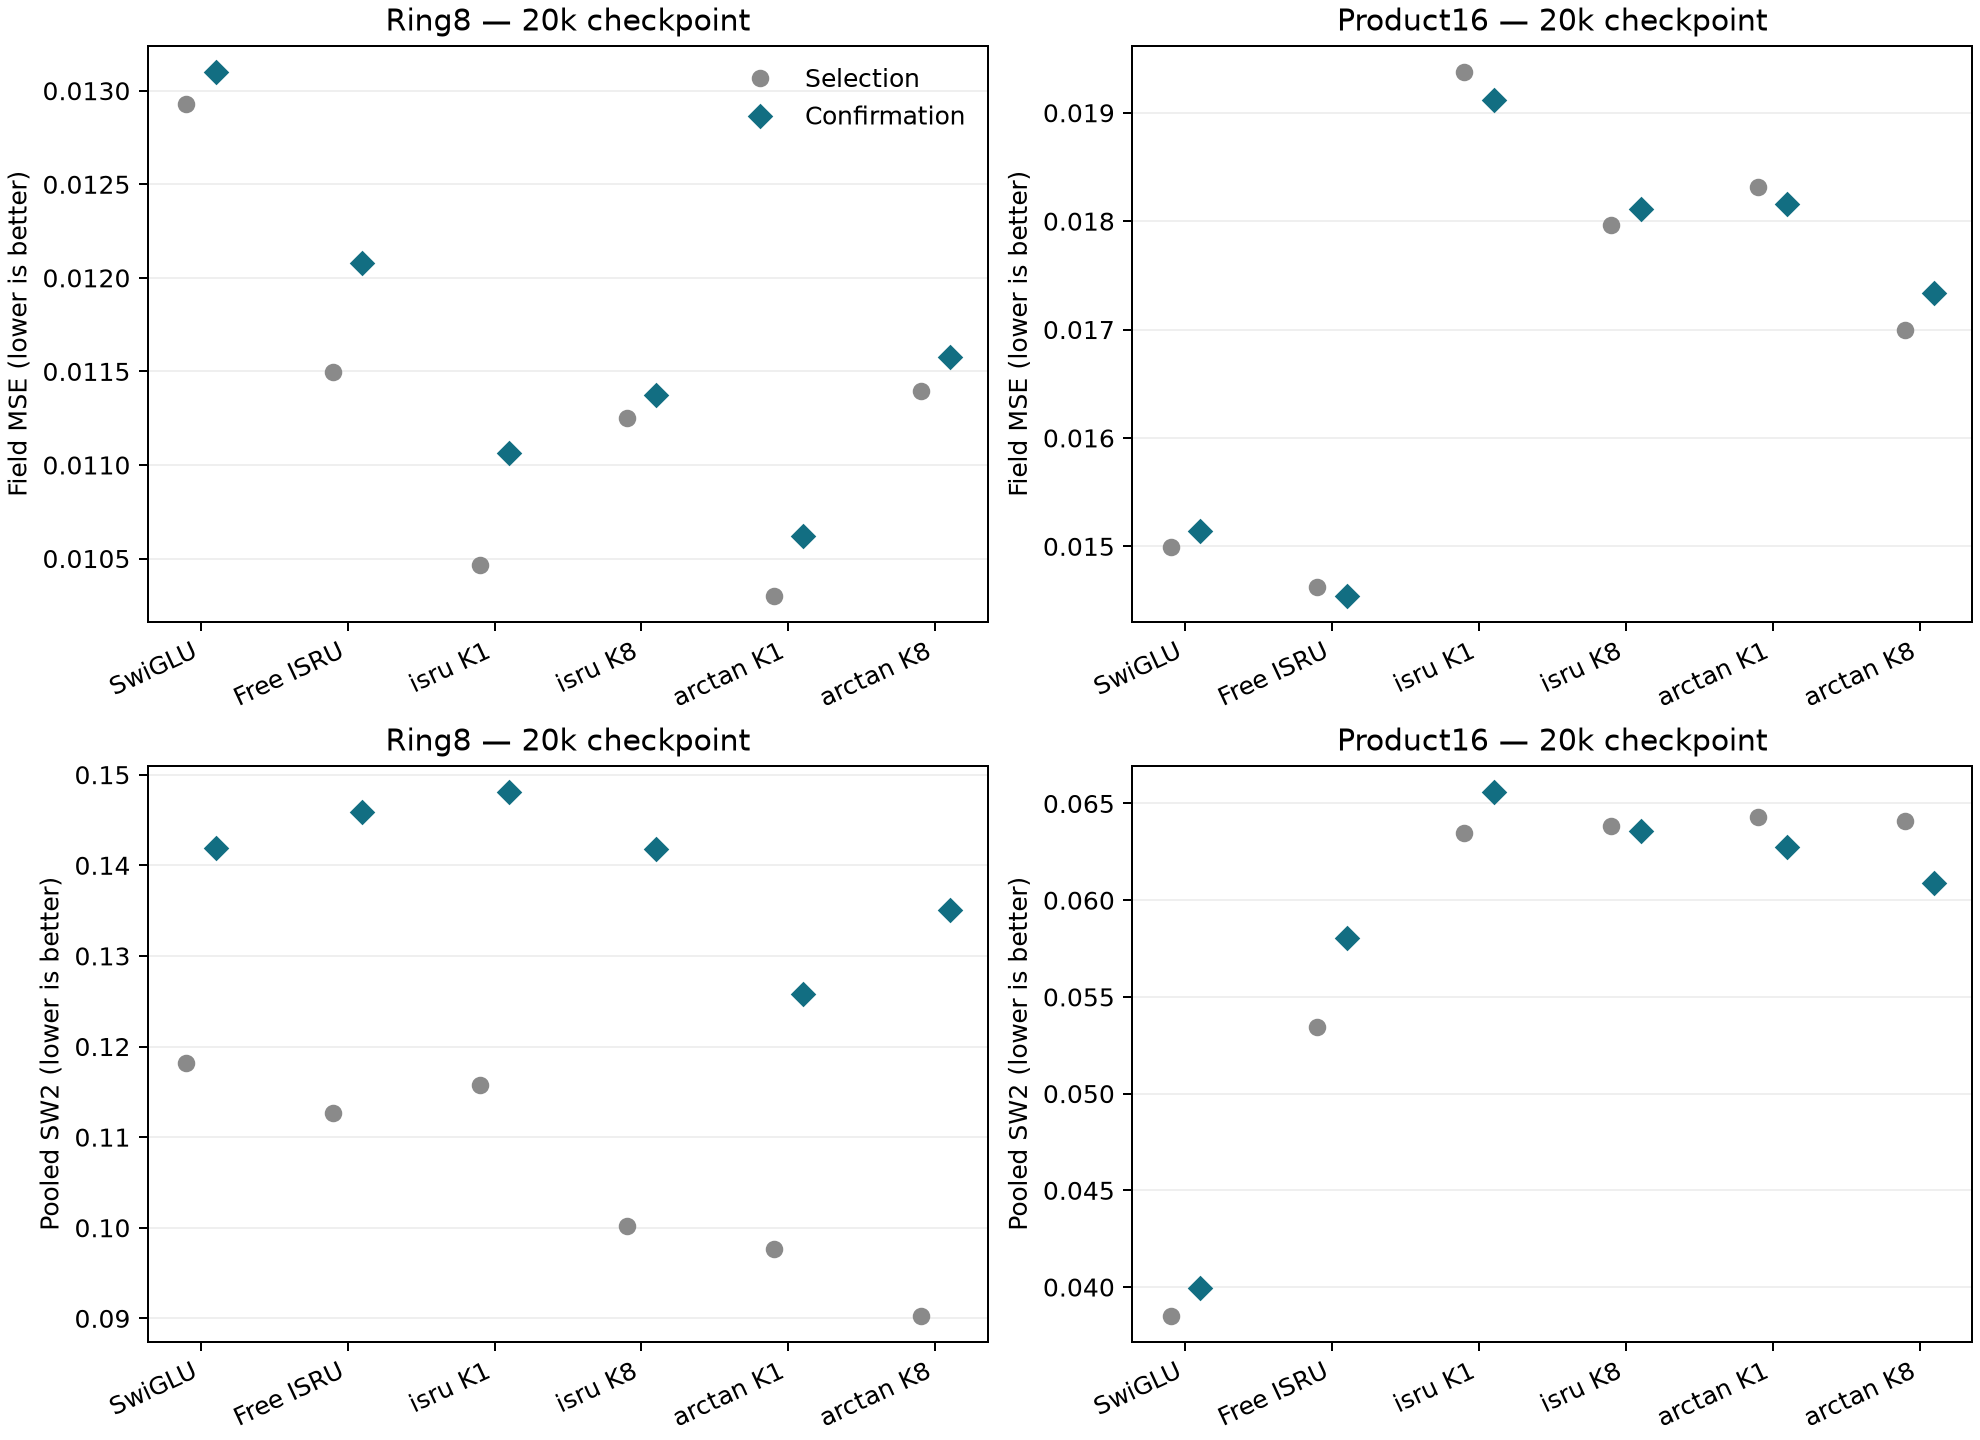 Ring8 — 20k checkpoint
Field MSE (lower is better)
0.0130
0.0125
0.0120
0.0115
0.0110
0.0105
Selection
Confirmation
SwiGLU
Free ISRU
isru K1
isru K8
arctan K1
arctan K8
Product16 — 20k checkpoint
Field MSE (lower is better)
0.019
0.018
0.017
0.016
0.015
SwiGLU
Free ISRU
isru K1
isru K8
arctan K1
arctan K8
Ring8 — 20k checkpoint
Pooled SW2 (lower is better)
0.15
0.14
0.13
0.12
0.11
0.10
0.09
SwiGLU
Free ISRU
isru K1
isru K8
arctan K1
arctan K8
Product16 — 20k checkpoint
Pooled SW2 (lower is better)
0.065
0.060
0.055
0.050
0.045
0.040
SwiGLU
Free ISRU
isru K1
isru K8
arctan K1
arctan K8